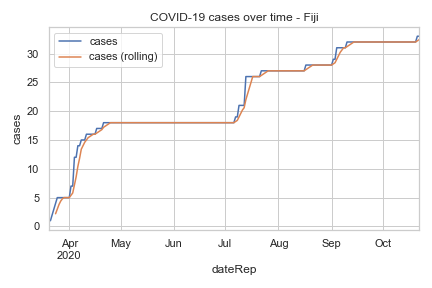 COVID-19 cases over time - Fiji
cases
cases (rolling)
30
25
20
15
10
5
0
cases
Apr May Jun Jul Aug Sep Oct
2020
dateRep